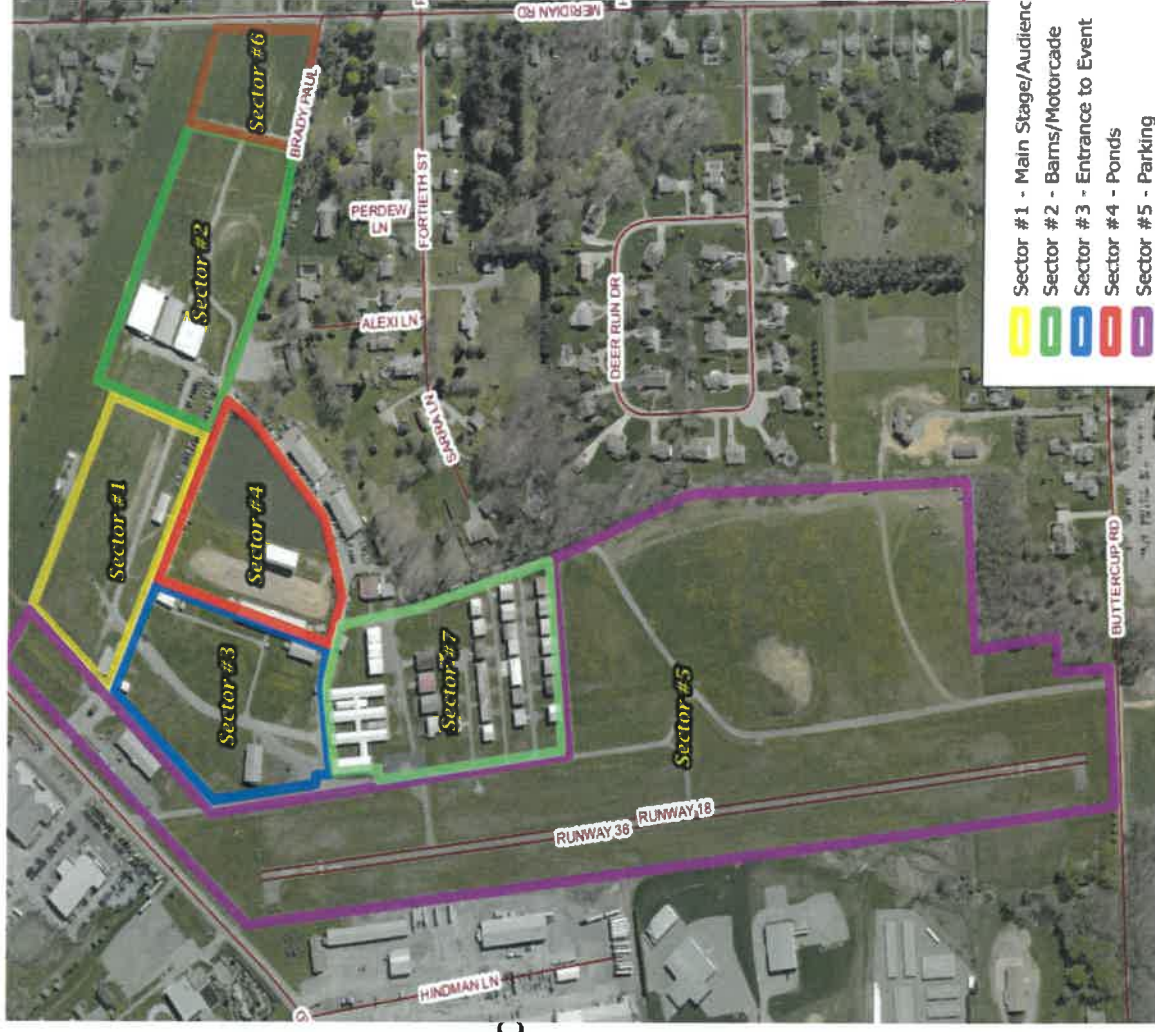 MERIDIAN RD
Sector #6
BRADY PAUL
Sector #2
PERDEW
LN
FORTIETH ST
ALEXI LN
Sector #1
Sector #4
SARRA LN
DEER RUN DR
Sector #3
Sector #7
Sector #5
RUNWAY 36
RUNWAY 18
HINDMAN LN
BUTTERCUP RD
Sector #1 - Main Stage/Audienc
Sector #2 - Barns/Motorcade
Sector #3 - Entrance to Event
Sector #4 - Ponds
Sector #5 - Parking